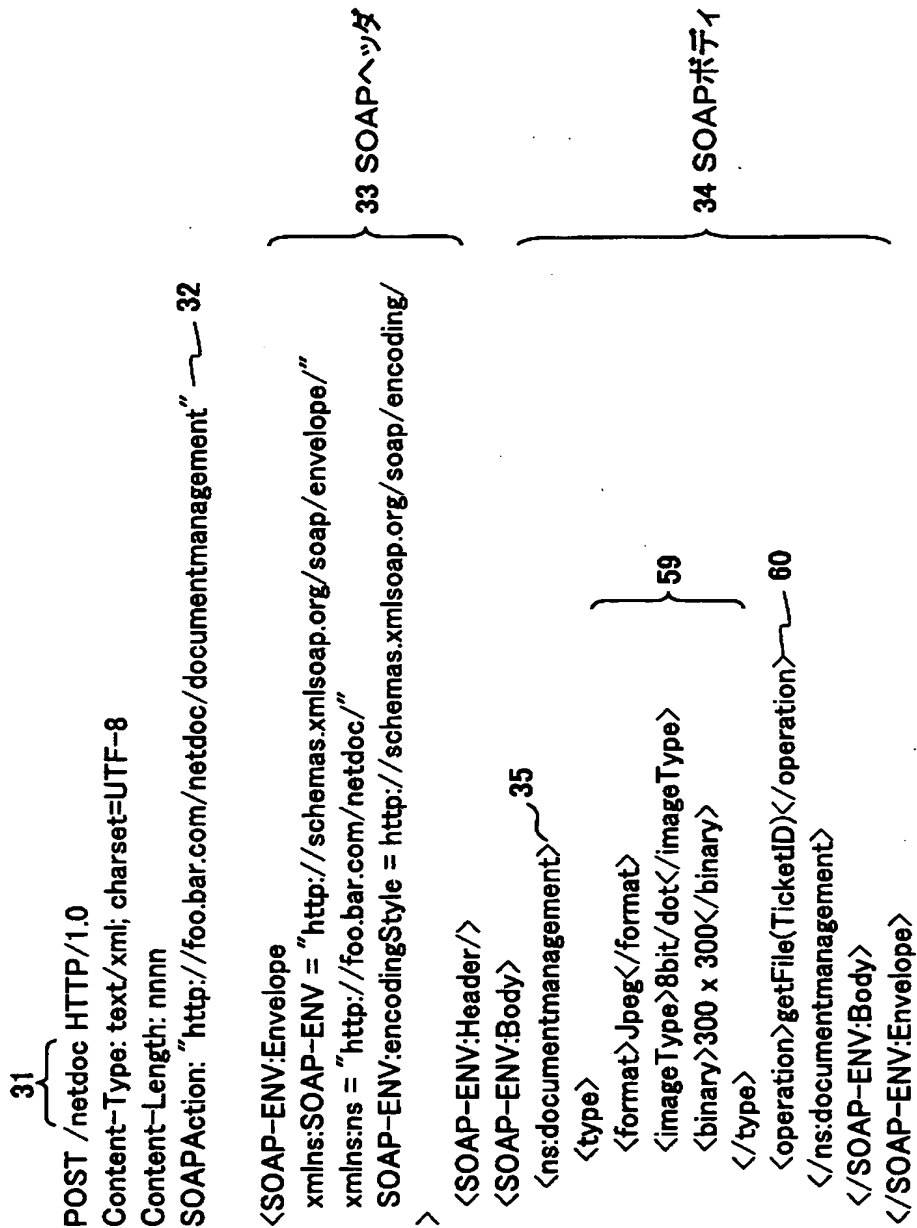 31
POST /netdoc HTTP/1.0
Content-Type: text/xml; charset=UTF-8
Content-Length: nnnn
SOAPAction: "http://foo.bar.com/netdoc/documentmanagement" 32
<SOAP-ENV:Envelope
xmlns:SOAP-ENV = "http://schemas.xmlsoap.org/soap/envelope/"
xmlns:ns = "http://foo.bar.com/netdoc/"
SOAP-ENV:encodingStyle = http://schemas.xmlsoap.org/soap/encoding/
>
33 SOAPヘッダ
<SOAP-ENV:Header/>
<SOAP-ENV:Body>
<ns:documentmanagement> 35
<type>
<format>Jpeg</format>
<imageType>8bit/dot</imageType>
<binary>300 x 300</binary>
59
</type>
<operation>getFile(TicketID)</operation> 60
</ns:documentmanagement>
</SOAP-ENV:Body>
</SOAP-ENV:Envelope>
34 SOAPボディ